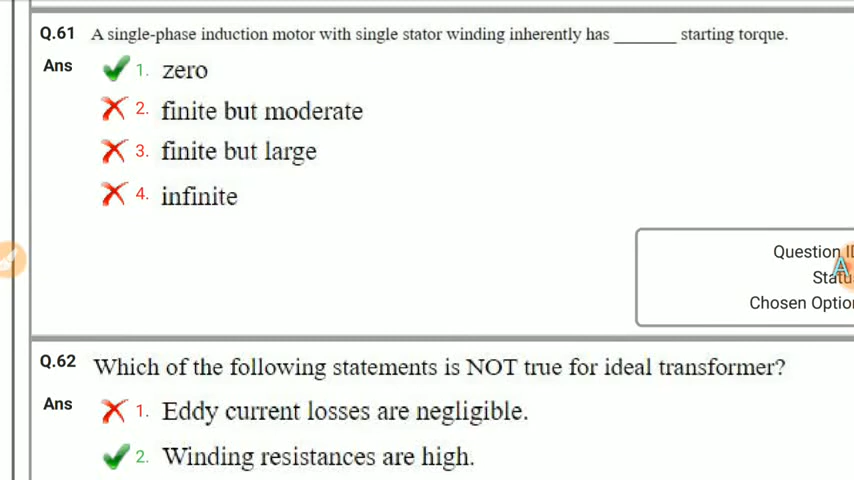 Q.61 A single-phase induction motor with single stator winding inherently has _______ starting torque.
Ans 1. zero
2. finite but moderate
3. finite but large
4. infinite
Question I
A
Statu
Chosen Optio
Q.62 Which of the following statements is NOT true for ideal transformer?
Ans 1. Eddy current losses are negligible.
2. Winding resistances are high.